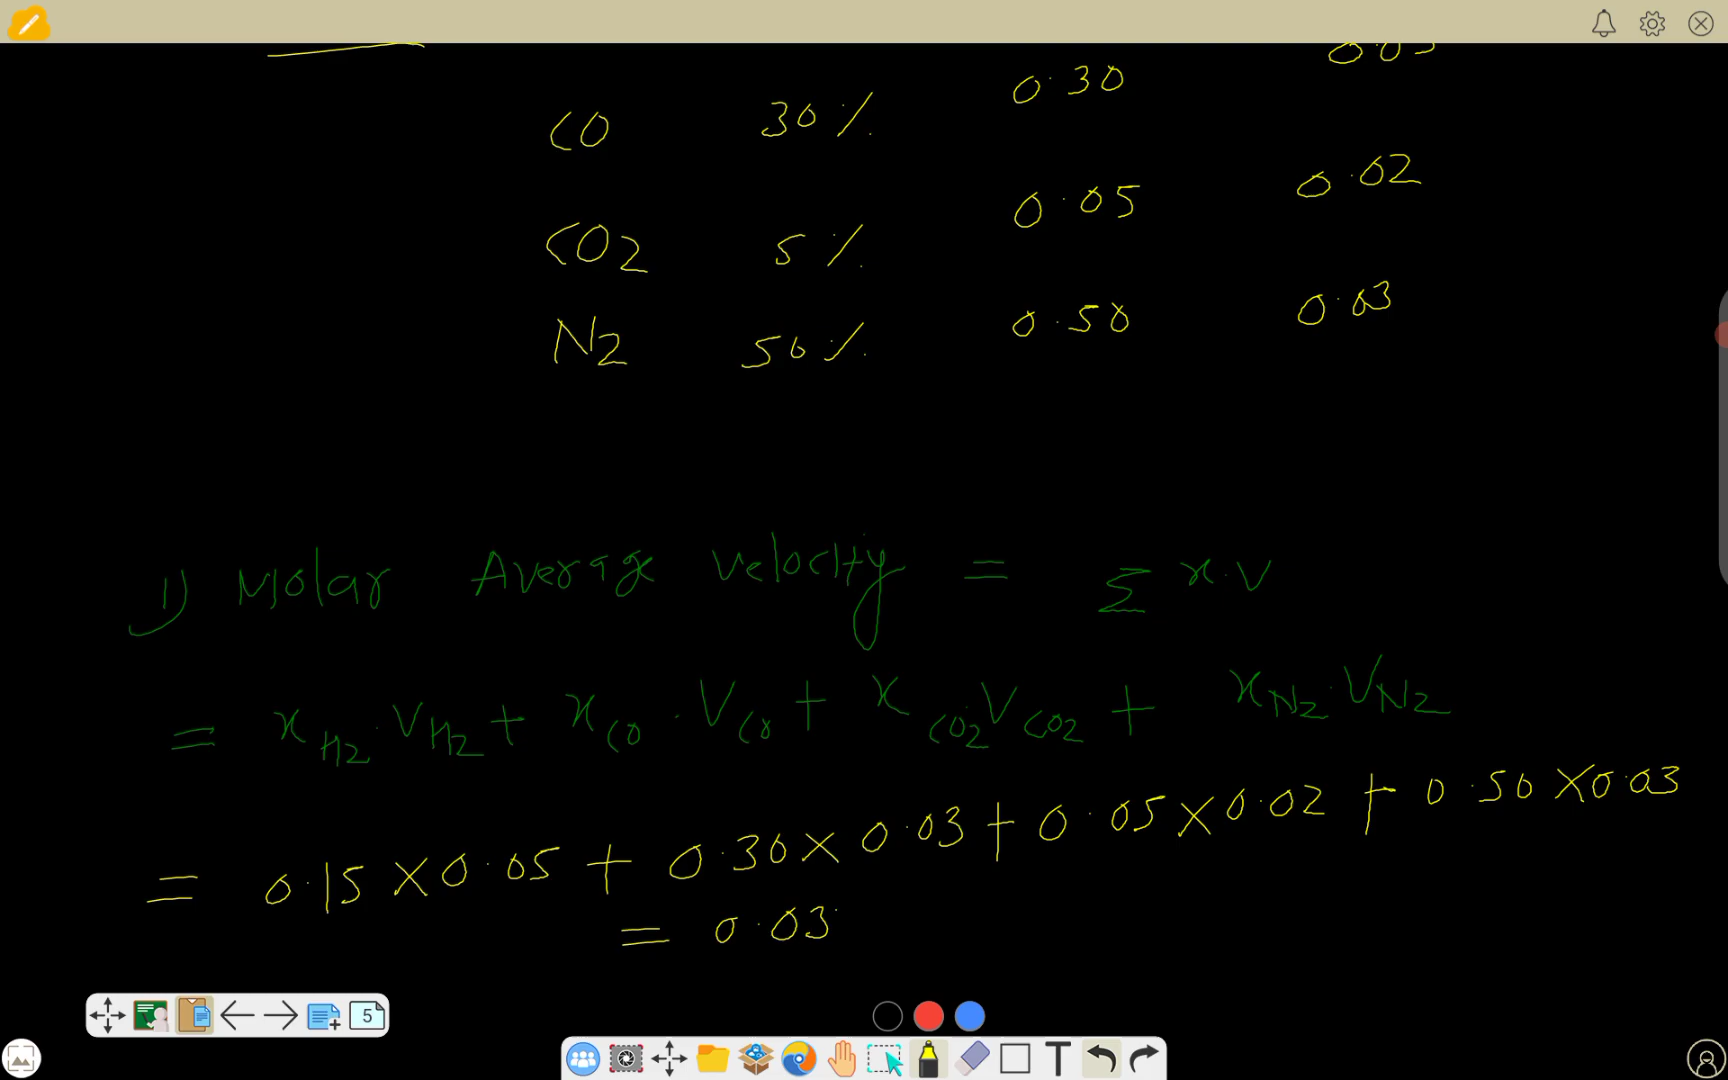 CO 30% 0.30
CO2 5% 0.05 0.02
N2 50% 0.50 0.03
1) Molar Average velocity = Σ x.v
= xH2.VH2 + xCO.VCO + xCO2VCO2 + xN2.VN2
= 0.15 × 0.05 + 0.30 × 0.03 + 0.05 × 0.02 + 0.50 × 0.03
= 0.03
5
T